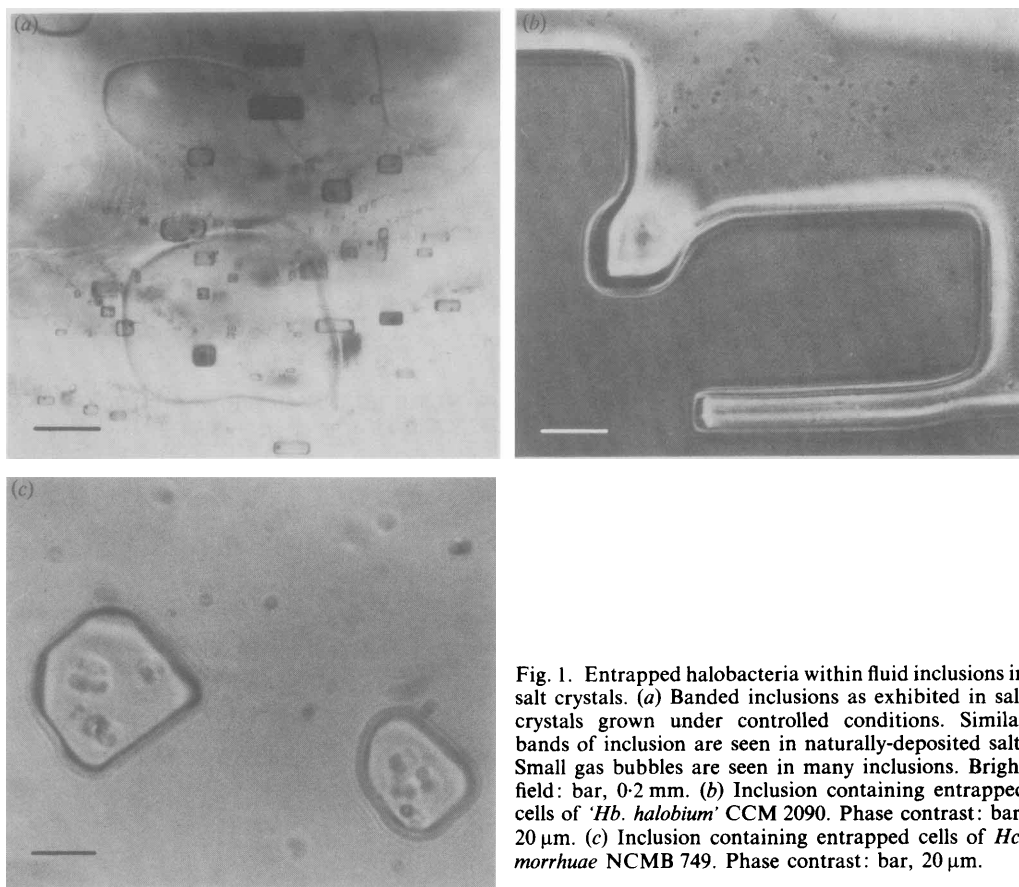 (a)
(b)
(c)
Fig. 1. Entrapped halobacteria within fluid inclusions in
salt crystals. (a) Banded inclusions as exhibited in sal
crystals grown under controlled conditions. Simila
bands of inclusion are seen in naturally-deposited salt
Small gas bubbles are seen in many inclusions. Brigh
field: bar, 0·2 mm. (b) Inclusion containing entrapped
cells of 'Hb. halobium' CCM 2090. Phase contrast: bar
20 μm. (c) Inclusion containing entrapped cells of Hc
morrhuae NCMB 749. Phase contrast: bar, 20 μm.